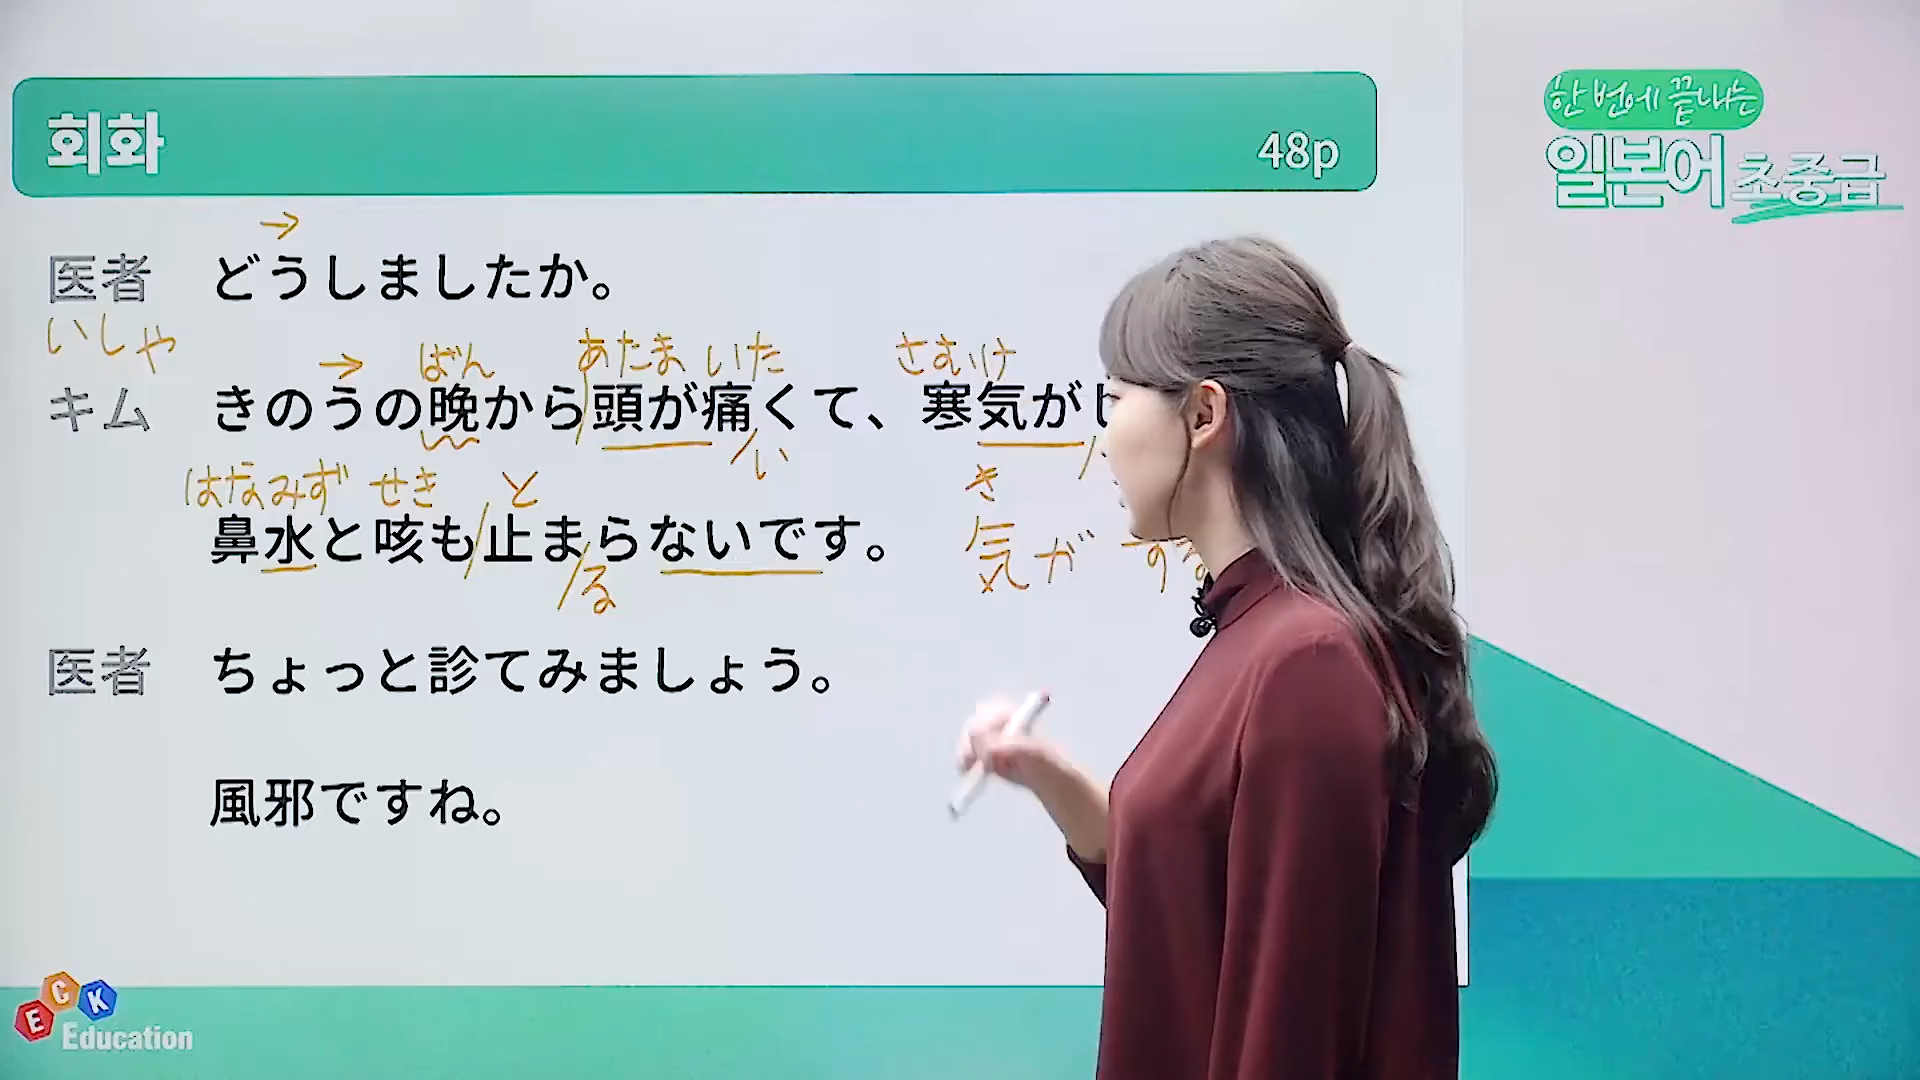 회화
48p
한 번에 끝내는
일본어 초중급
→
医者 どうしましたか。
いしゃ
→ ばん あたま いた さむけ
キム きのうの晩から頭が痛くて、寒気がし
い
き
はなみず せき と
鼻水と咳も止まらないです。
気が する
る
医者 ちょっと診てみましょう。
風邪ですね。
ECK
Education